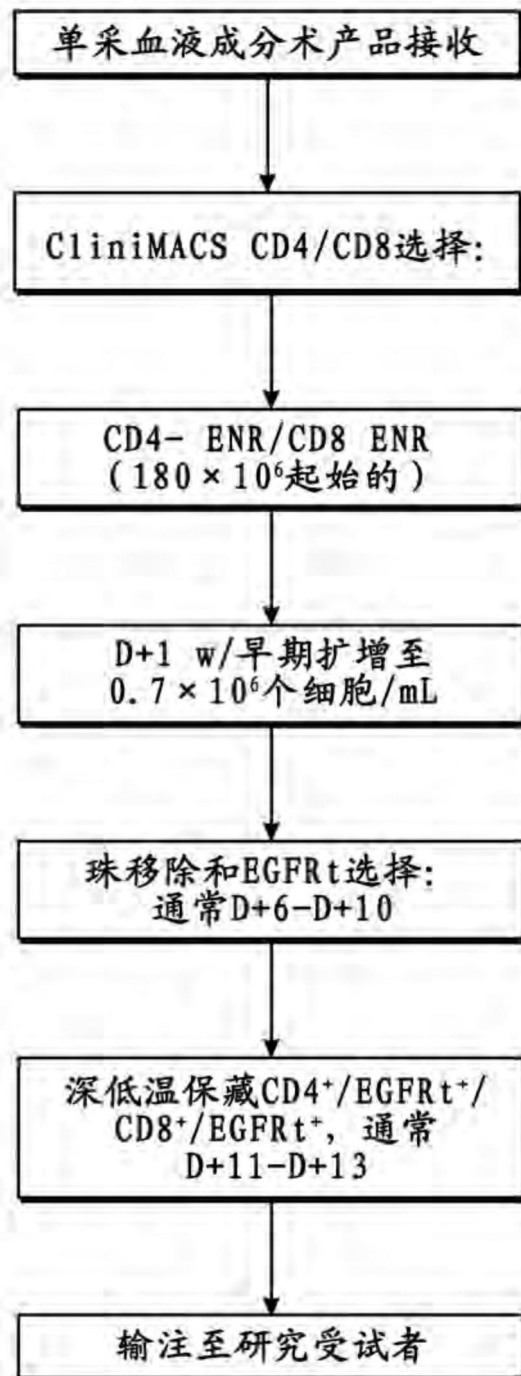 单采血液成分术产品接收
CliniMACS CD4/CD8选择:
CD4- ENR/CD8 ENR
(180×10⁶起始的)
D+1 w/早期扩增至
0.7×10⁶个细胞/mL
珠移除和EGFRt选择:
通常D+6-D+10
深低温保藏CD4⁺/EGFRt⁺/
CD8⁺/EGFRt⁺, 通常
D+11-D+13
输注至研究受试者